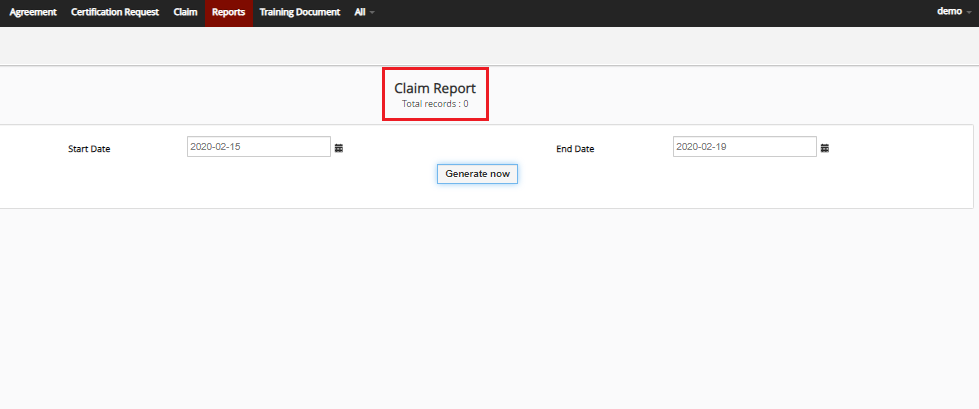 Agreement Certification Request Claim Reports Training Document All demo
Claim Report
Total records : 0
Start Date 2020-02-15 End Date 2020-02-19
Generate now